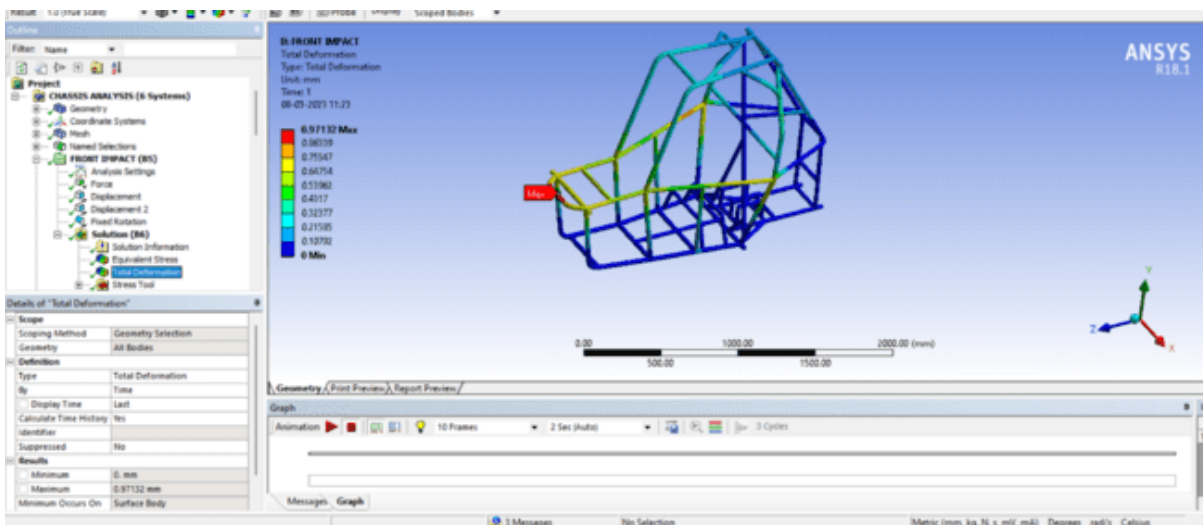 Result 1.0 (True Scale)
Probe
Display
Scoped Bodies
Outline
Filter: Name
Project
CHASSIS ANALYSIS (6 Systems)
Geometry
Coordinate Systems
Mesh
Named Selections
FRONT IMPACT (B5)
Analysis Settings
Force
Displacement
Displacement 2
Fixed Rotation
Solution (B6)
Solution Information
Equivalent Stress
Total Deformation
Stress Tool
Details of "Total Deformation"
Scope
Scoping Method Geometry Selection
Geometry All Bodies
Definition
Type Total Deformation
By Time
Display Time Last
Calculate Time History Yes
Identifier
Suppressed No
Results
Minimum 0. mm
Maximum 0.97132 mm
Minimum Occurs On Surface Body
FRONT IMPACT
Total Deformation
Type: Total Deformation
Unit: mm
Time: 1
08-03-2023 11:23
0.97132 Max
0.86339
0.75547
0.64754
0.53962
0.4317
0.32377
0.21585
0.10792
0 Min
Max
ANSYS
R18.1
Y
Z
X
0.00
1000.00
2000.00 (mm)
500.00
1500.00
Geometry Print Preview Report Preview
Graph
Animation
10 Frames
2 Sec (Auto)
3 Cycles
Messages Graph
3 Messages
No Selection
Metric (mm, kg, N, s, mV, mA) Degrees rad/s Celsius